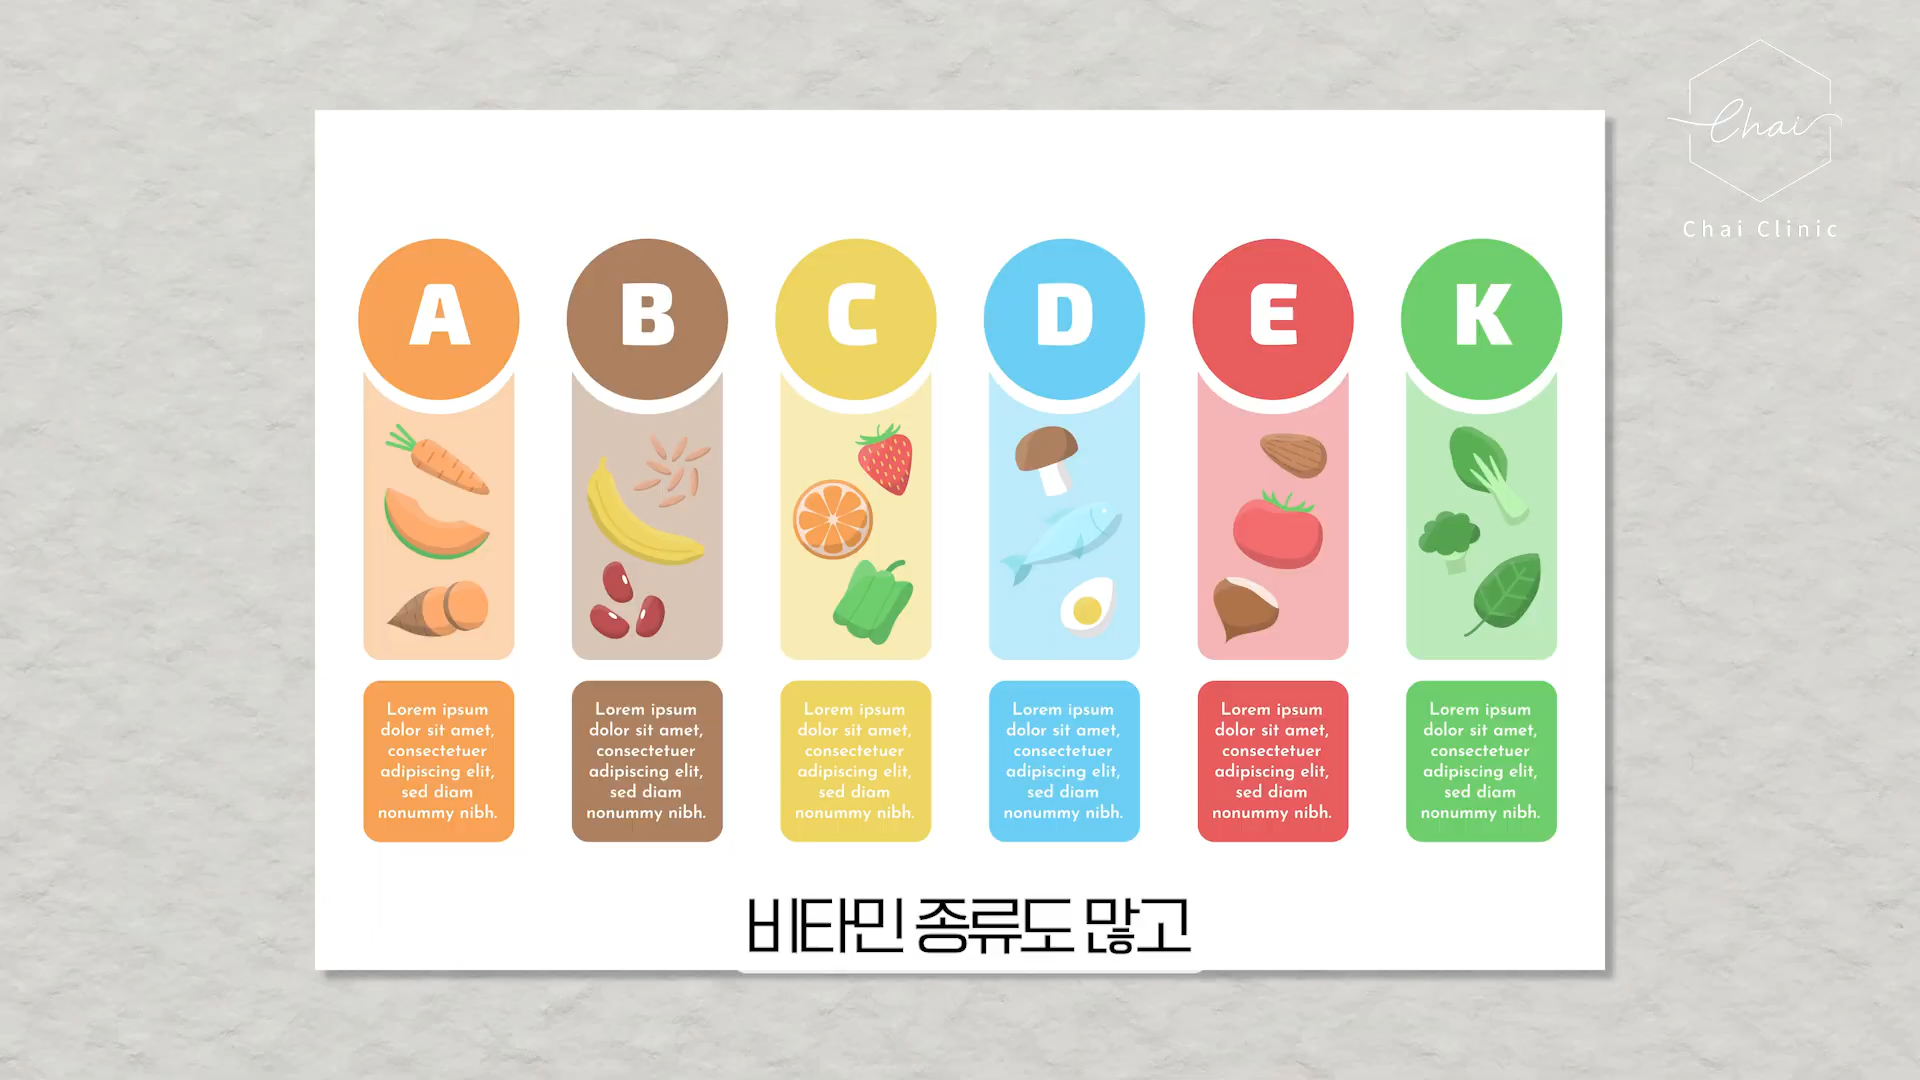 Chai
Chai Clinic
A
B
C
D
E
K
Lorem ipsum
dolor sit amet,
consectetuer
adipiscing elit,
sed diam
nonummy nibh.
Lorem ipsum
dolor sit amet,
consectetuer
adipiscing elit,
sed diam
nonummy nibh.
Lorem ipsum
dolor sit amet,
consectetuer
adipiscing elit,
sed diam
nonummy nibh.
Lorem ipsum
dolor sit amet,
consectetuer
adipiscing elit,
sed diam
nonummy nibh.
Lorem ipsum
dolor sit amet,
consectetuer
adipiscing elit,
sed diam
nonummy nibh.
Lorem ipsum
dolor sit amet,
consectetuer
adipiscing elit,
sed diam
nonummy nibh.
비타민 종류도 많고